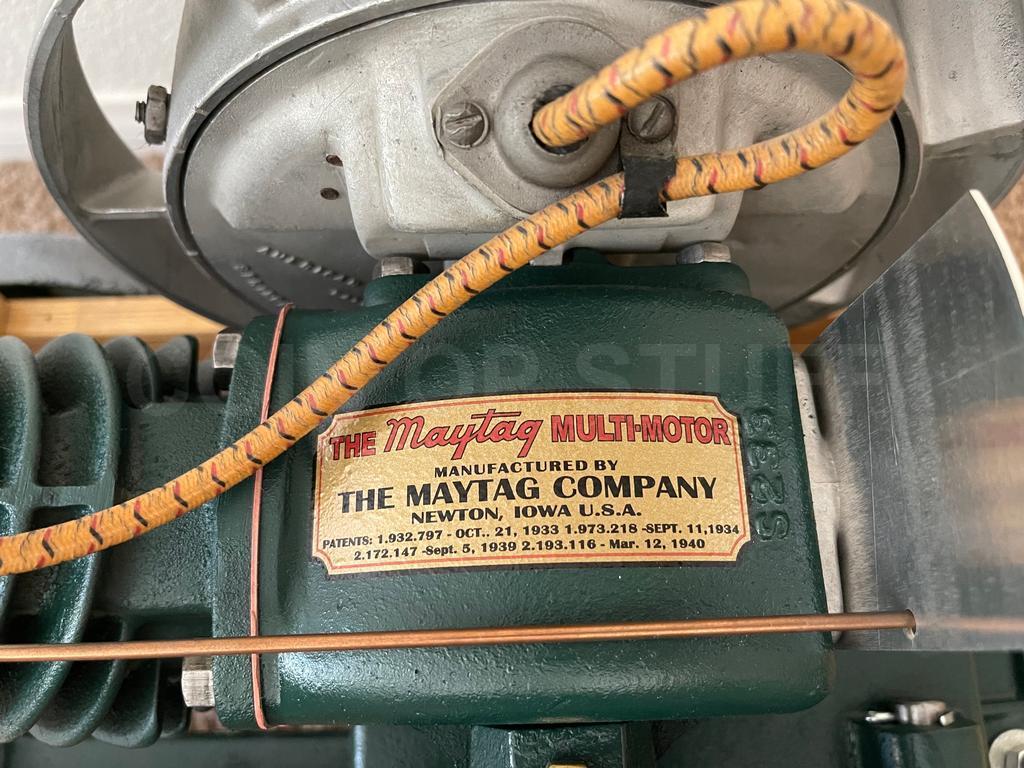 THE Maytag MULTI-MOTOR
MANUFACTURED BY
THE MAYTAG COMPANY
NEWTON, IOWA U.S.A.
PATENTS: 1.932.797 - OCT.. 21, 1933 1.973.218 -SEPT. 11,1934
2.172.147 -Sept. 5, 1939 2.193.116 - Mar. 12, 1940